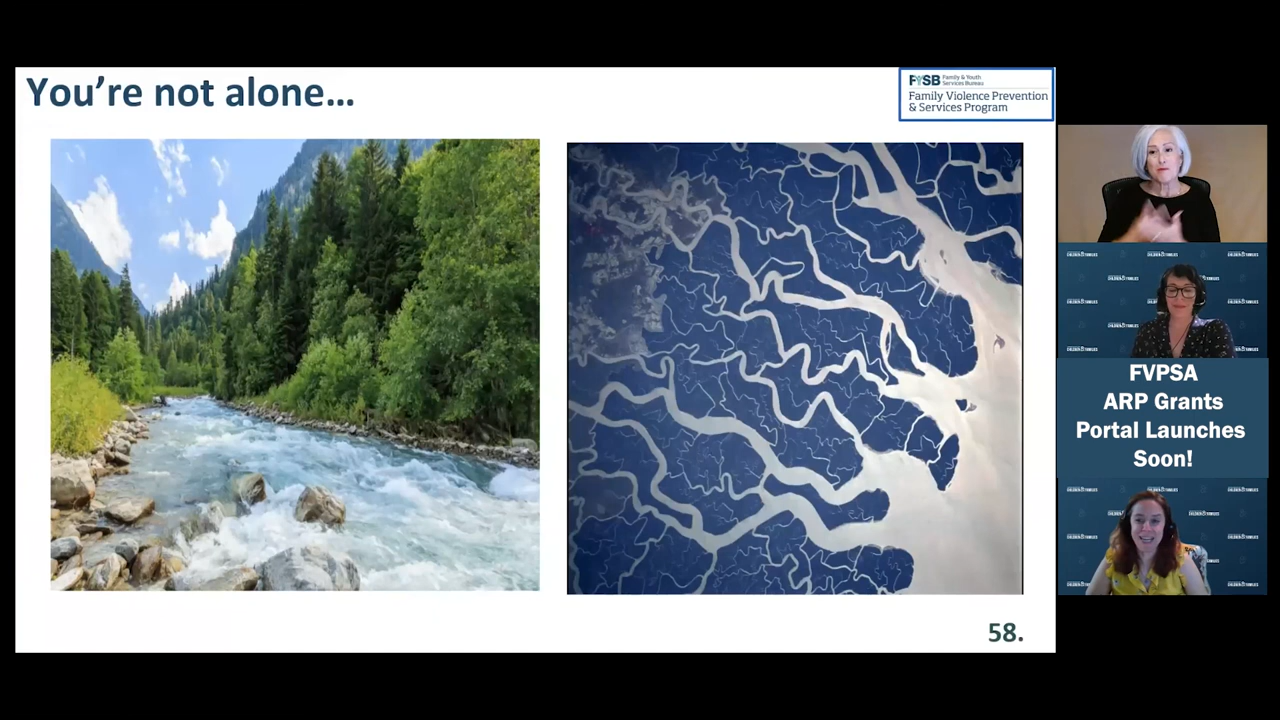 You're not alone...
FYSB Family & Youth
Services Bureau
Family Violence Prevention
& Services Program
58.
FVPSA
ARP Grants
Portal Launches
Soon!